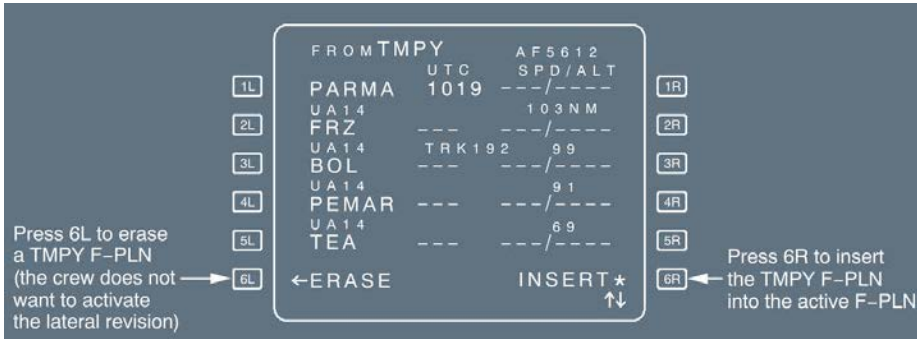 FROM TMPY AF5612
UTC SPD/ALT
1L PARMA 1019 ---/---- 1R
UA14 103NM
2L FRZ --- ---/---- 2R
UA14 TRK192 99
3L BOL --- ---/---- 3R
UA14 91
4L PEMAR --- ---/---- 4R
UA14 69
5L TEA --- ---/---- 5R
6L ←ERASE INSERT* 6R
↑↓
Press 6L to erase
a TMPY F–PLN
(the crew does not
want to activate
the lateral revision)
Press 6R to insert
the TMPY F–PLN
into the active F–PLN